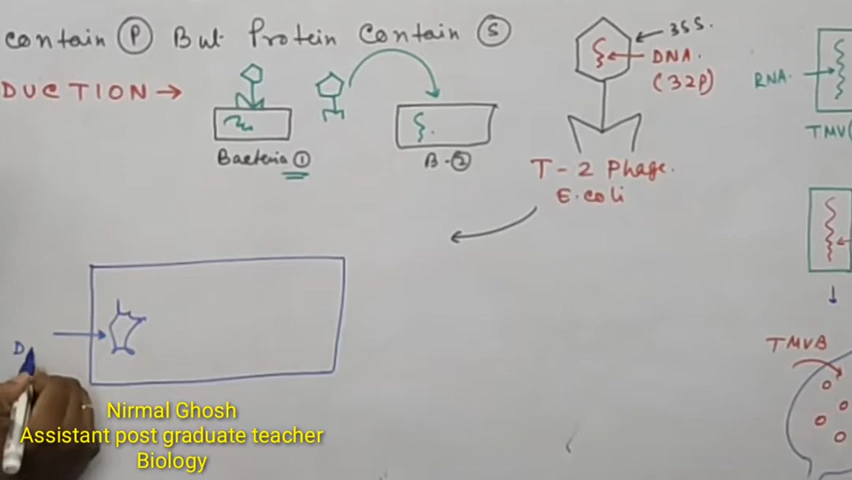 contain P But Protein Contain S
DUCTION →
Bacteria 1
B-2
35S.
DNA.
(32P)
T-2 Phage.
E.coli
RNA.
TMV(
D
TMVB
Nirmal Ghosh
Assistant post graduate teacher
Biology